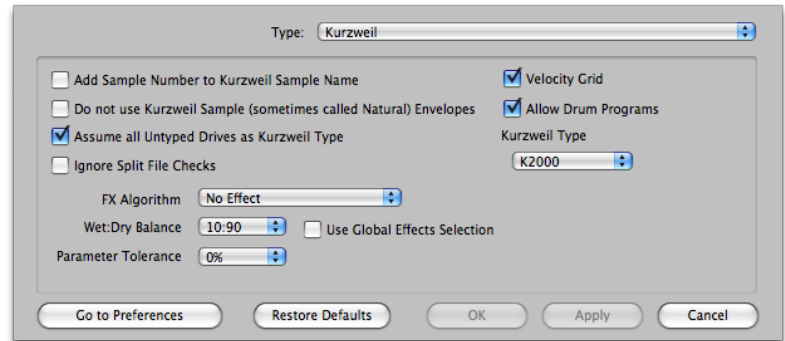 Type: Kurzweil
Add Sample Number to Kurzweil Sample Name
Velocity Grid
Do not use Kurzweil Sample (sometimes called Natural) Envelopes
Allow Drum Programs
Assume all Untyped Drives as Kurzweil Type
Kurzweil Type
Ignore Split File Checks
K2000
FX Algorithm No Effect
Wet:Dry Balance 10:90 Use Global Effects Selection
Parameter Tolerance 0%
Go to Preferences Restore Defaults OK Apply Cancel